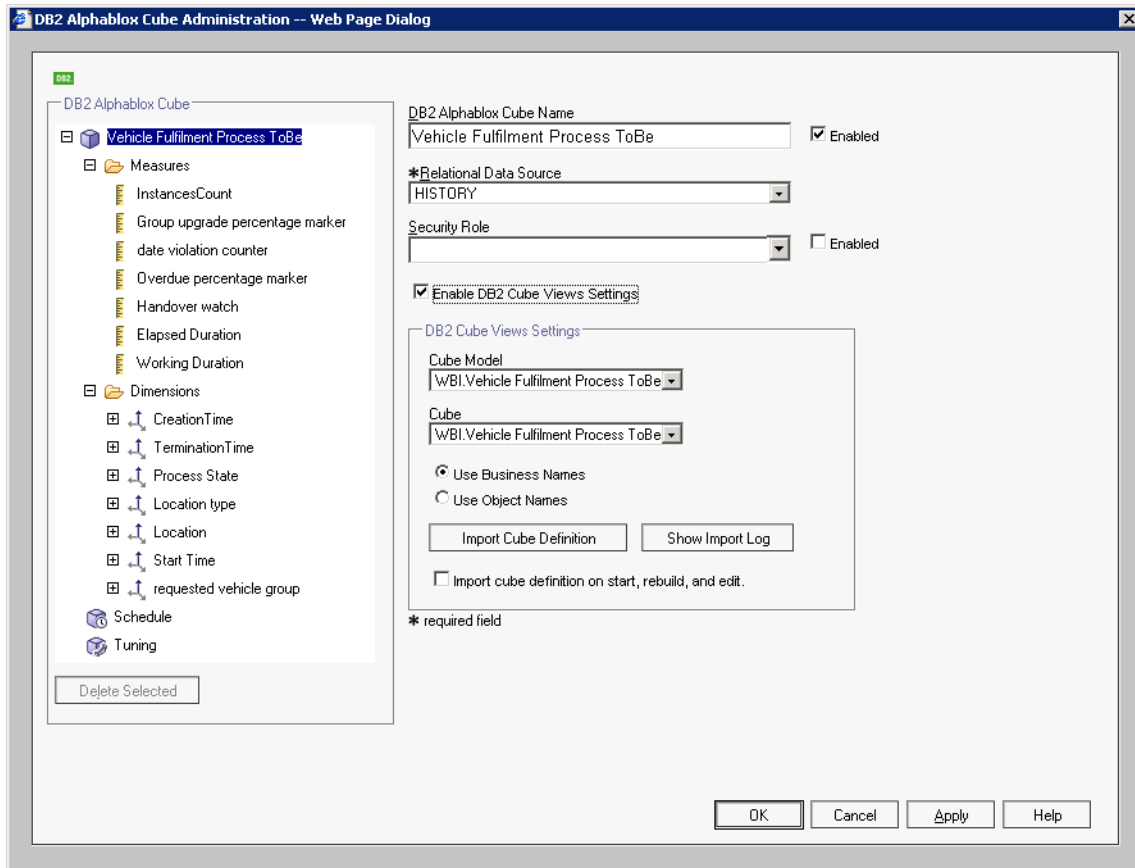 DB2 Alphablox Cube Administration -- Web Page Dialog
DB2
DB2 Alphablox Cube
Vehicle Fulfilment Process ToBe
Measures
InstancesCount
Group upgrade percentage marker
date violation counter
Overdue percentage marker
Handover watch
Elapsed Duration
Working Duration
Dimensions
CreationTime
TerminationTime
Process State
Location type
Location
Start Time
requested vehicle group
Schedule
Tuning
Delete Selected
DB2 Alphablox Cube Name
Vehicle Fulfilment Process ToBe
Enabled
*Relational Data Source
HISTORY
Security Role
Enabled
Enable DB2 Cube Views Settings
DB2 Cube Views Settings
Cube Model
WBI.Vehicle Fulfilment Process ToBe
Cube
WBI.Vehicle Fulfilment Process ToBe
Use Business Names
Use Object Names
Import Cube Definition
Show Import Log
Import cube definition on start, rebuild, and edit.
* required field
OK
Cancel
Apply
Help